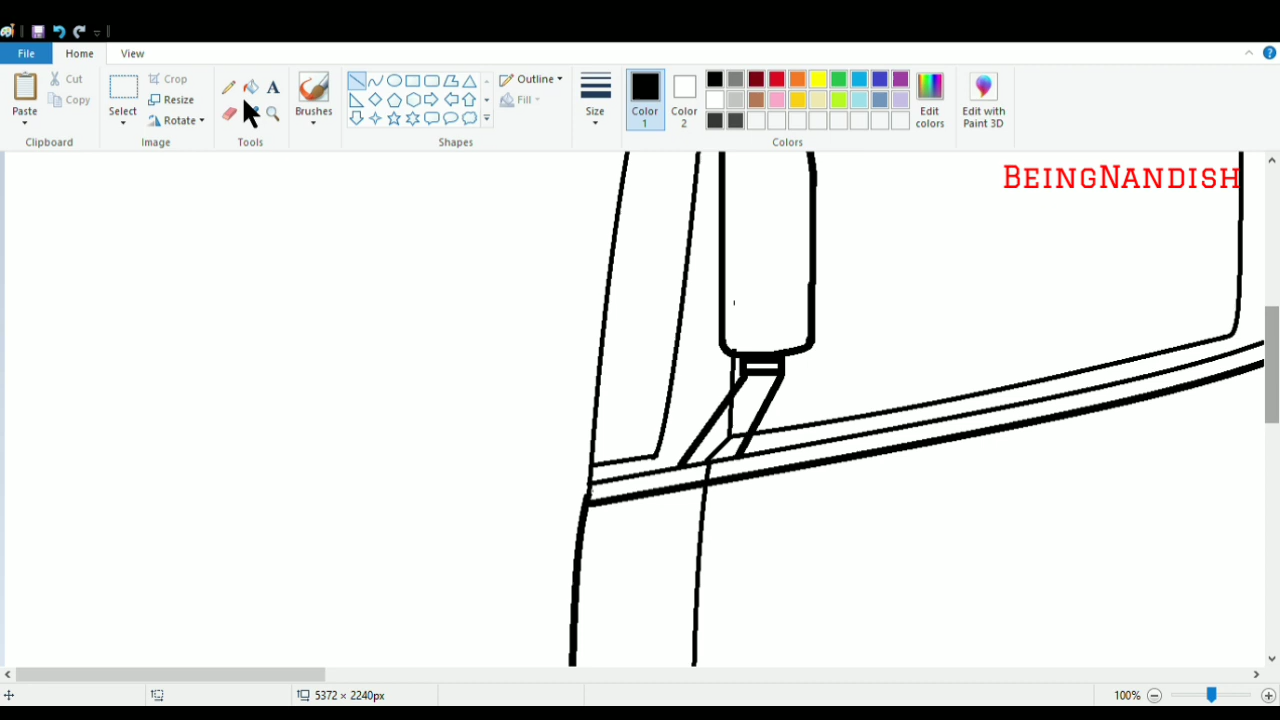 File Home View
Paste
Cut
Copy
Clipboard
Select
Crop
Resize
Rotate
Image
A
Tools
Brushes
Outline
Fill
Shapes
Size
Color
1
Color
2
Edit
colors
Colors
Edit with
Paint 3D
BeingNandish
5372 × 2240px
100%